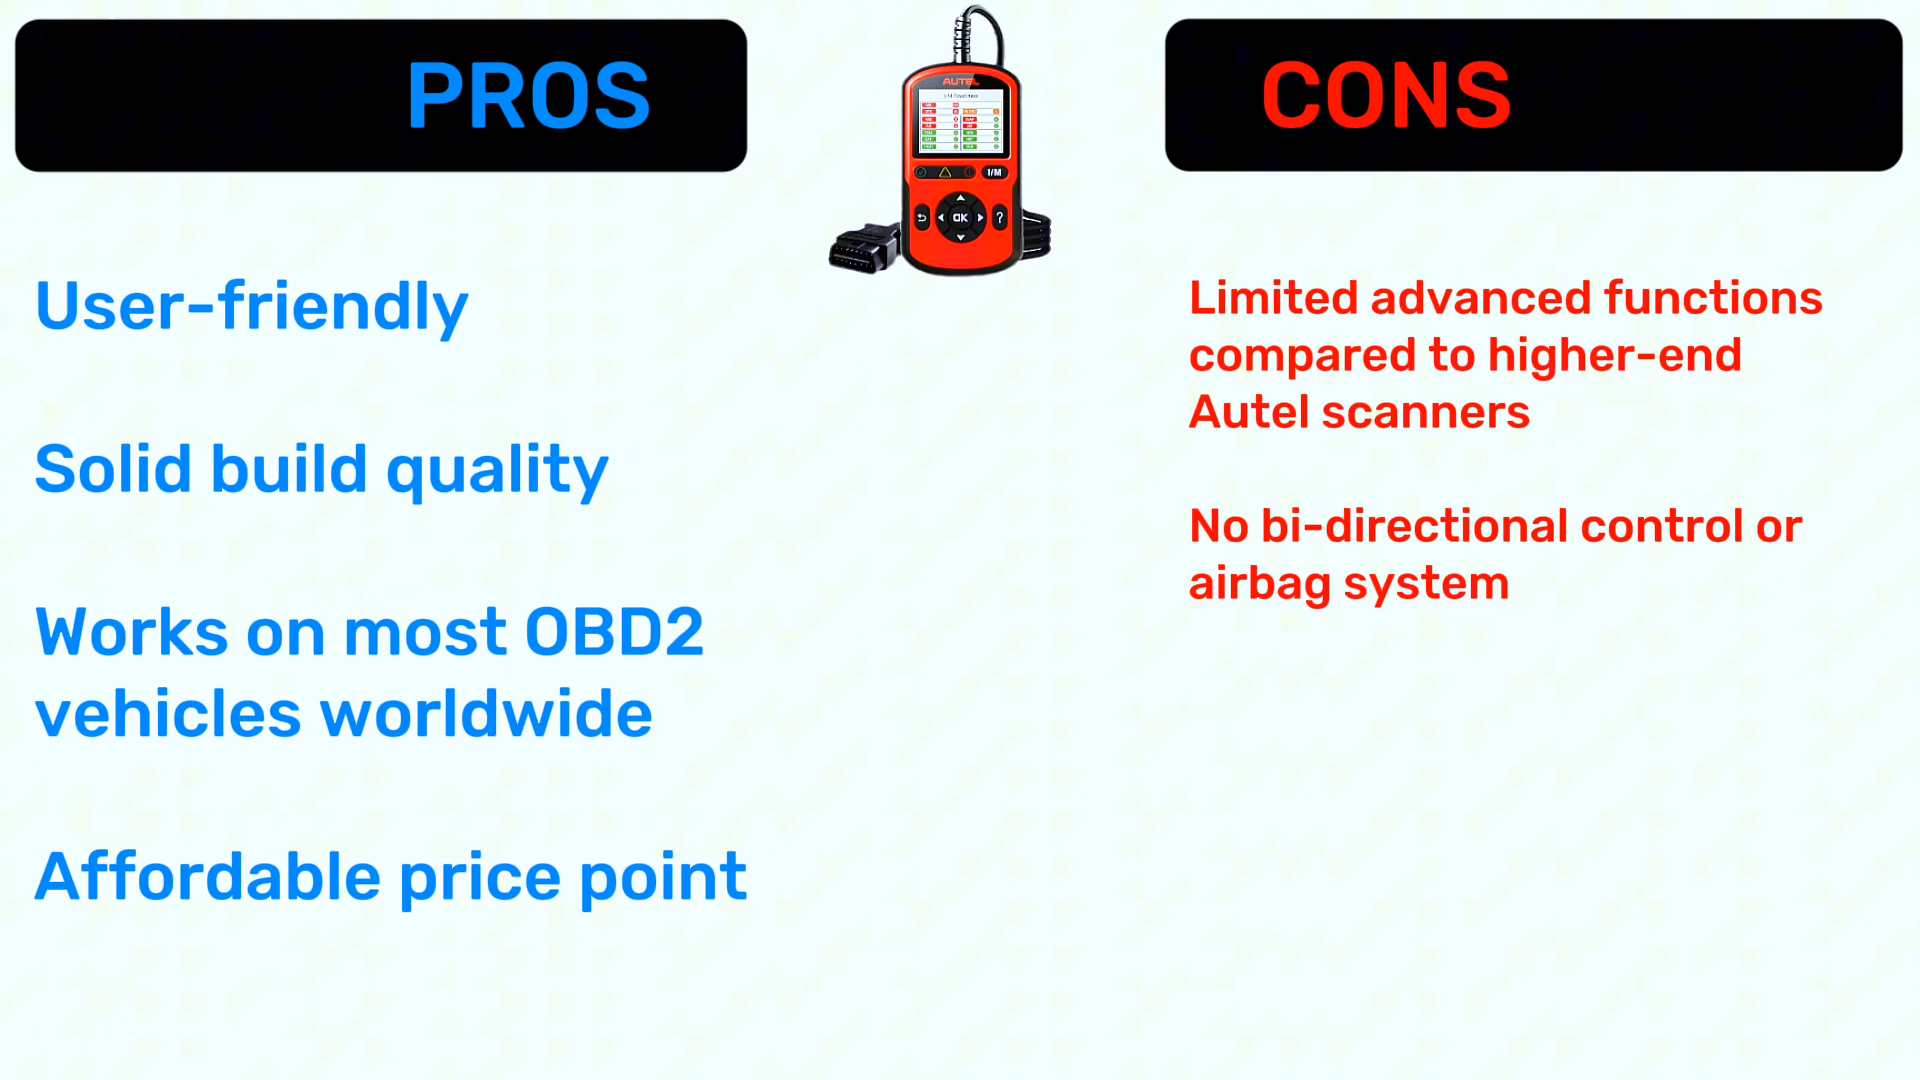 PROS
AUTEL
I/M
OK
?
CONS
User-friendly
Solid build quality
Works on most OBD2
vehicles worldwide
Affordable price point
Limited advanced functions
compared to higher-end
Autel scanners
No bi-directional control or
airbag system